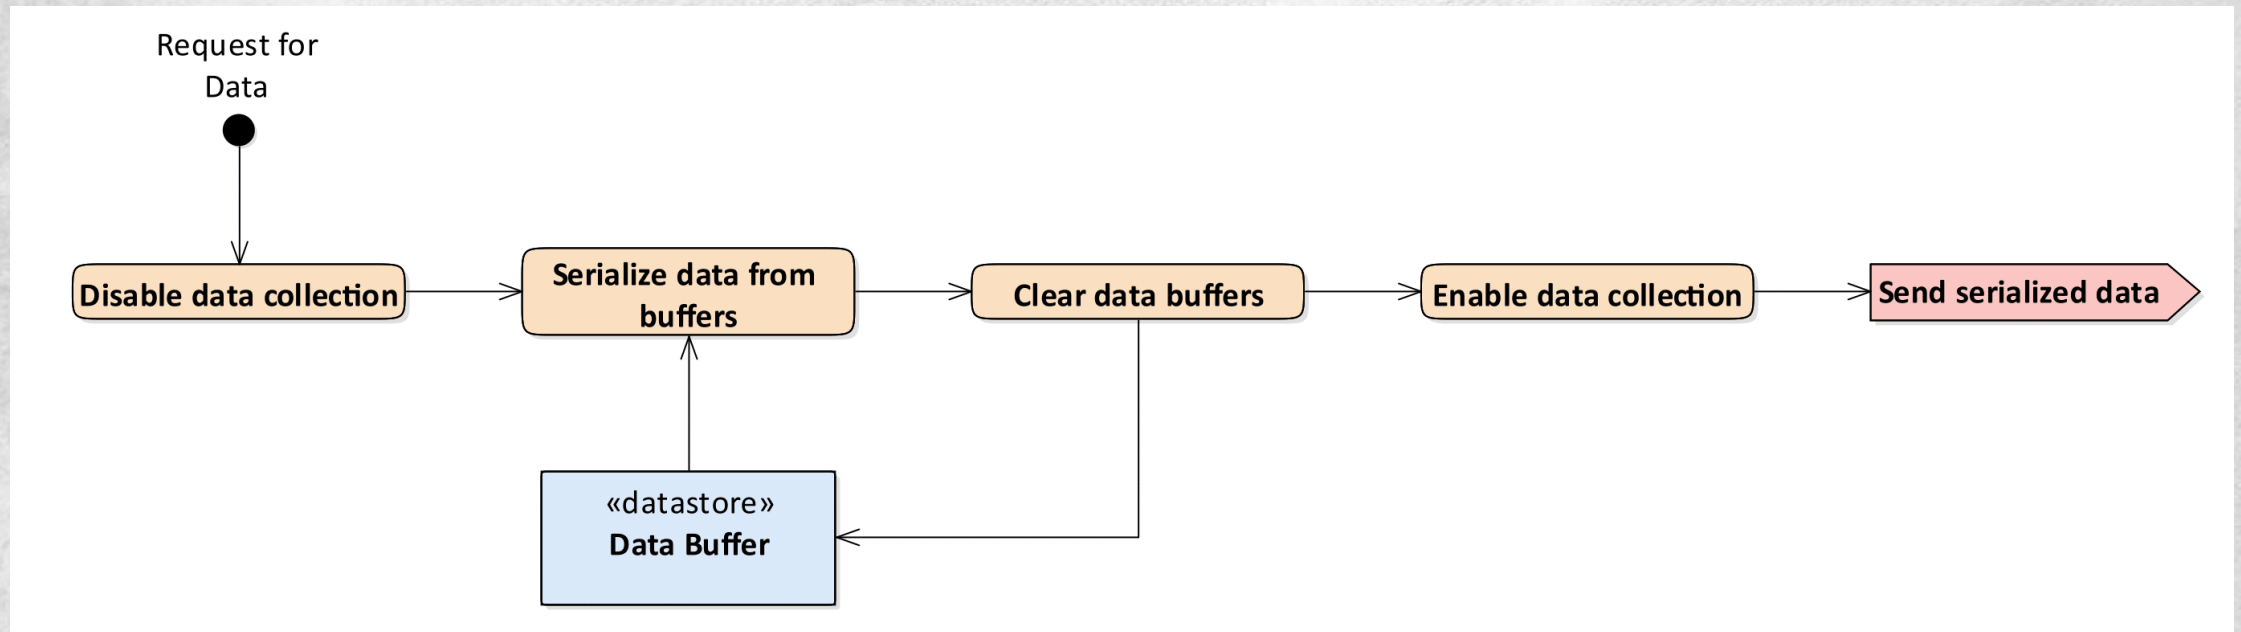 Request for
Data
Disable data collection
Serialize data from
buffers
Clear data buffers
Enable data collection
Send serialized data
«datastore»
Data Buffer